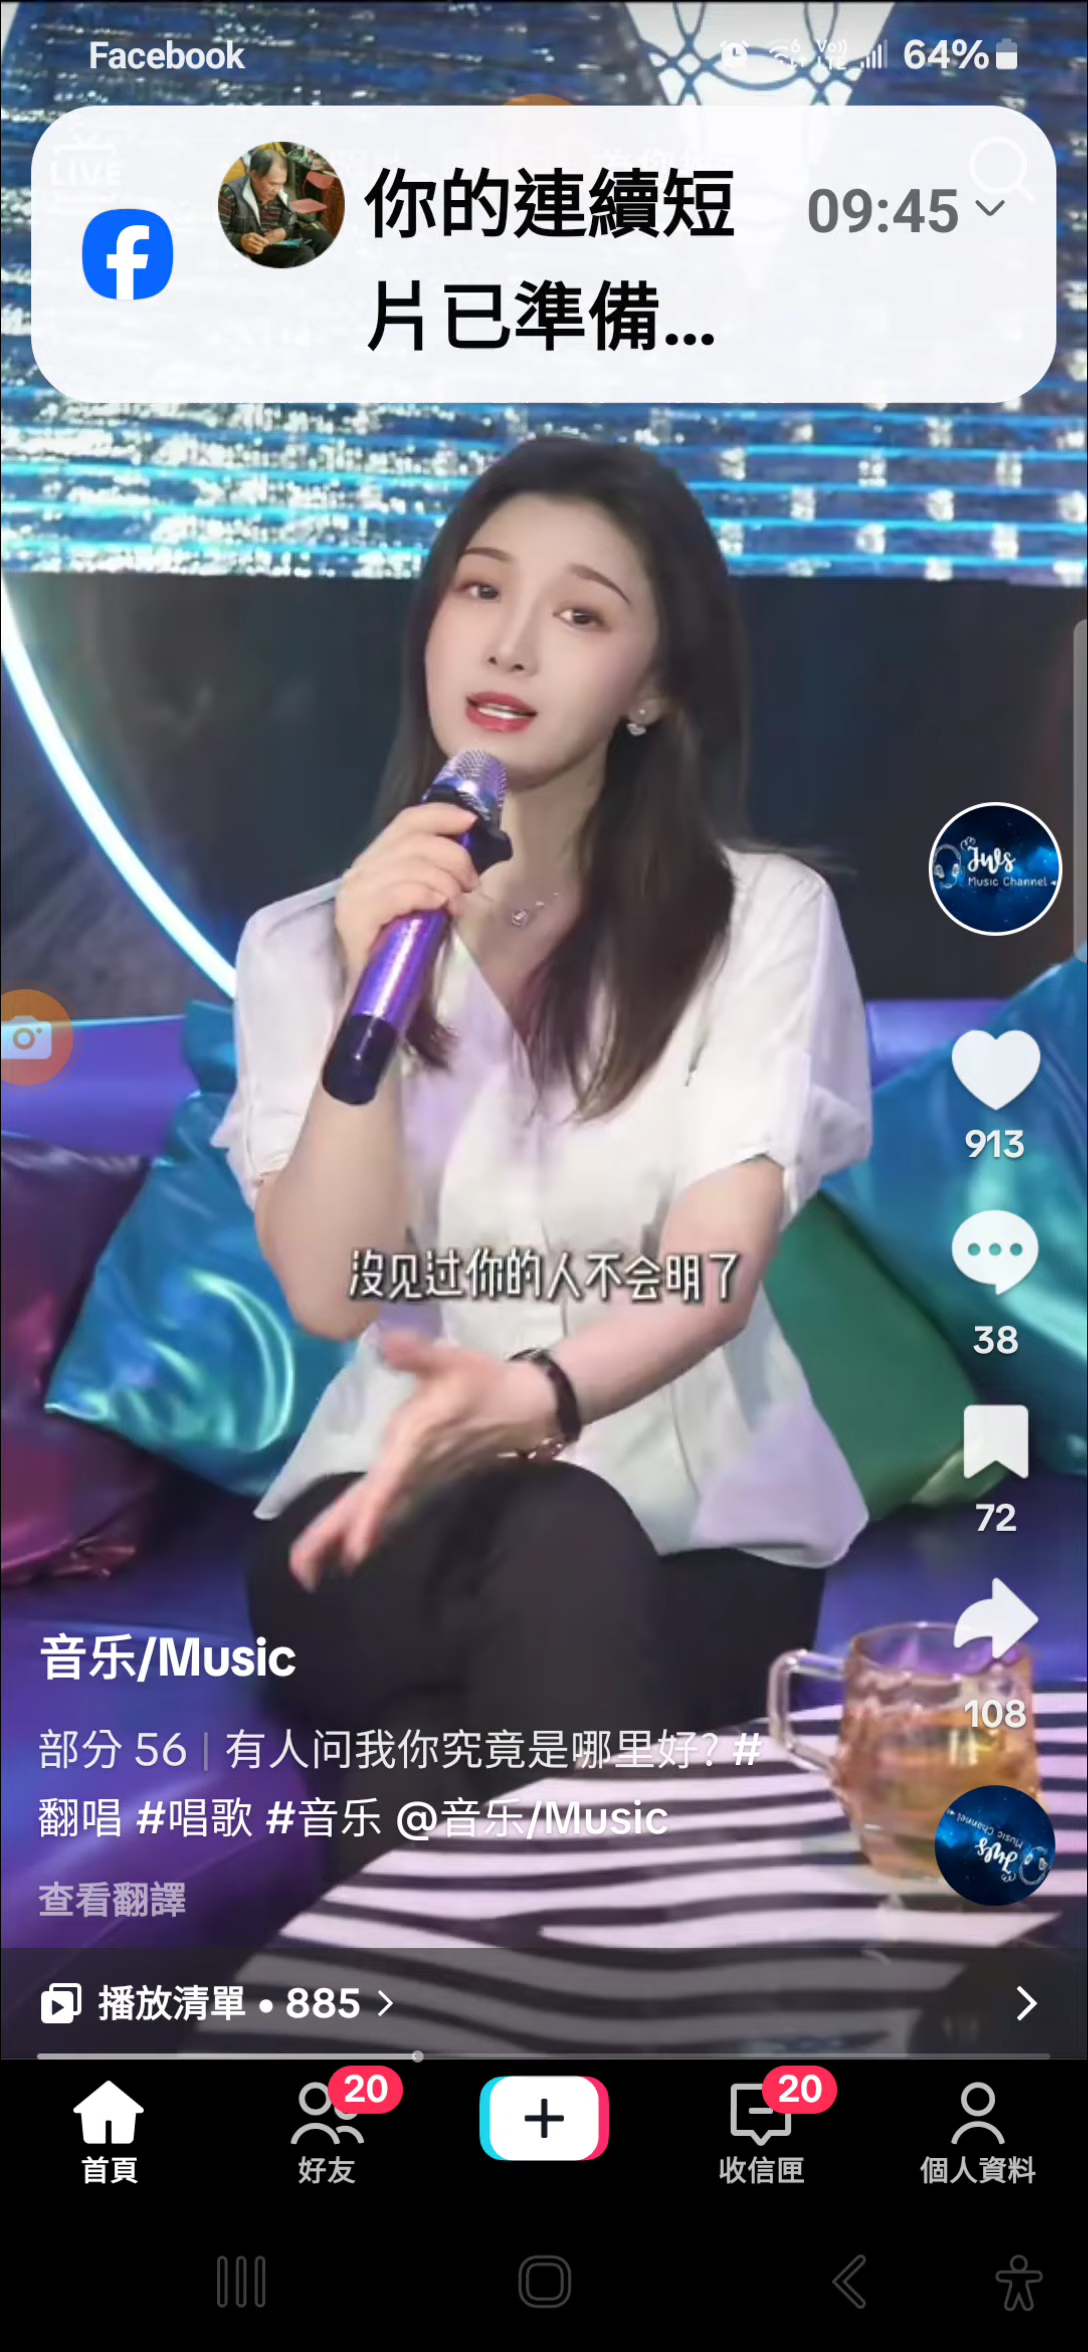 Facebook
64%
LIVE
你的連續短
片已準備...
09:45
Juls
Music Channel
913
没见过你的人不会明了
38
72
108
音乐/Music
部分 56 | 有人问我你究竟是哪里好? #
翻唱 #唱歌 #音乐 @音乐/Music
查看翻譯
播放清單 • 885
首頁
20
好友
20
收信匣
個人資料